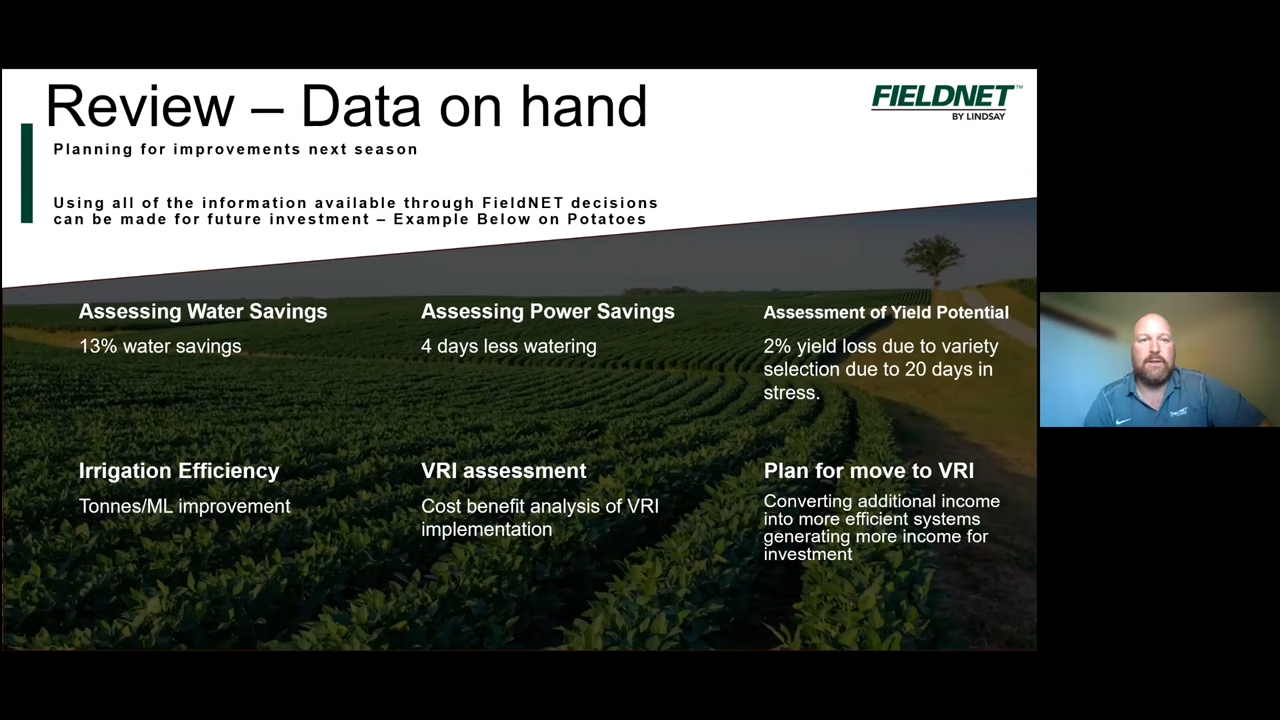 Review – Data on hand
FIELDNET™
BY LINDSAY
Planning for improvements next season
Using all of the information available through FieldNET decisions
can be made for future investment – Example Below on Potatoes
Assessing Water Savings
13% water savings
Assessing Power Savings
4 days less watering
Assessment of Yield Potential
2% yield loss due to variety
selection due to 20 days in
stress.
Irrigation Efficiency
Tonnes/ML improvement
VRI assessment
Cost benefit analysis of VRI
implementation
Plan for move to VRI
Converting additional income
into more efficient systems
generating more income for
investment